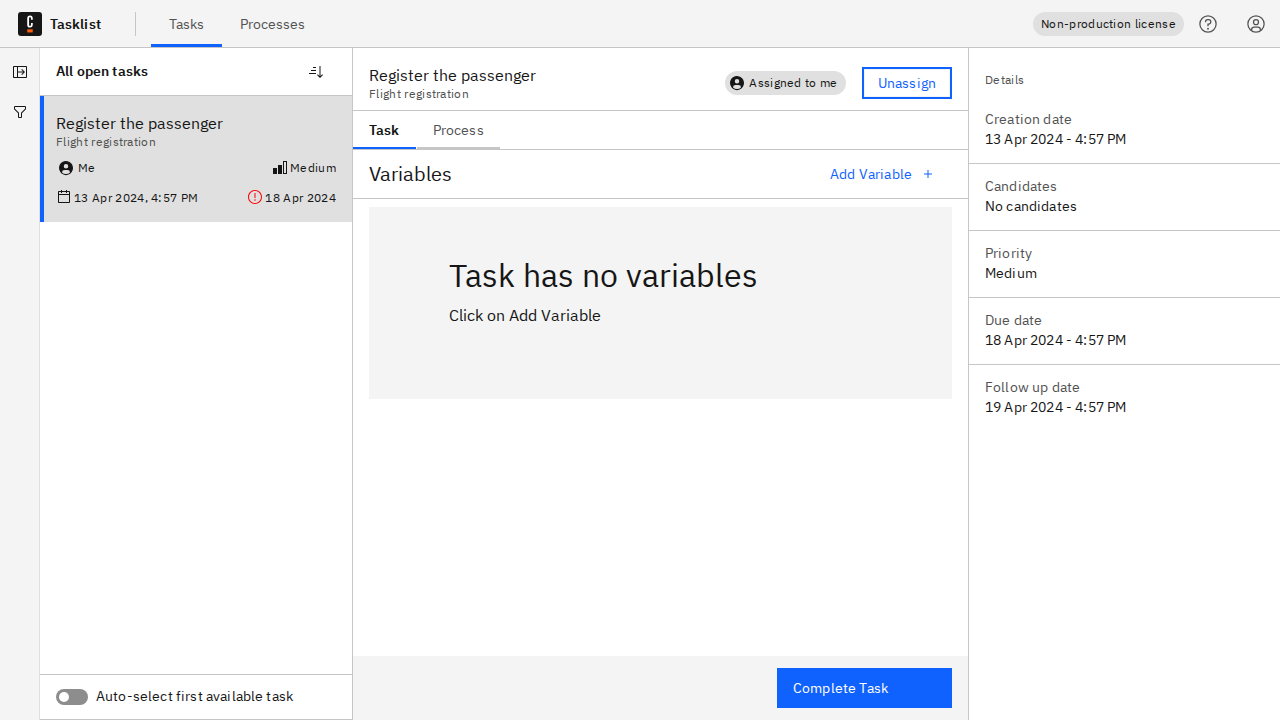 Tasklist
Tasks
Processes
Non-production license
All open tasks
Register the passenger
Flight registration
Me
Medium
13 Apr 2024, 4:57 PM
18 Apr 2024
Auto-select first available task
Register the passenger
Flight registration
Assigned to me
Unassign
Task
Process
Variables
Add Variable
Task has no variables
Click on Add Variable
Complete Task
Details
Creation date
13 Apr 2024 - 4:57 PM
Candidates
No candidates
Priority
Medium
Due date
18 Apr 2024 - 4:57 PM
Follow up date
19 Apr 2024 - 4:57 PM